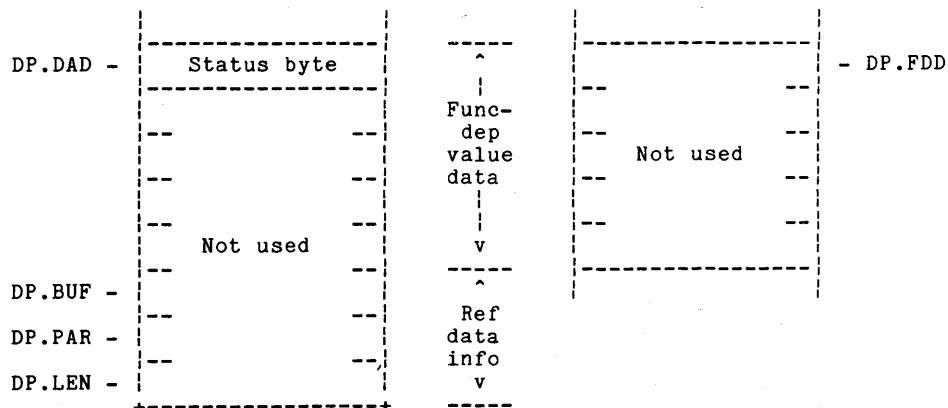 DP.DAD - Status byte ^ - DP.FDD
Func-
dep
value Not used
data
Not used v
DP.BUF - ^
Ref
DP.PAR - data
info
DP.LEN - v